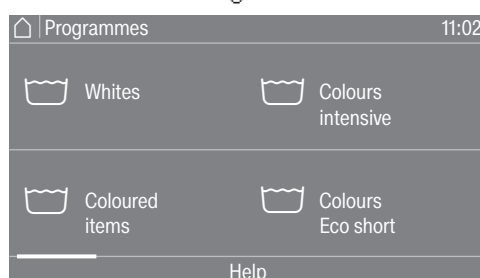 Programmes 11:02
Whites
Colours
intensive
Coloured
items
Colours
Eco short
Help